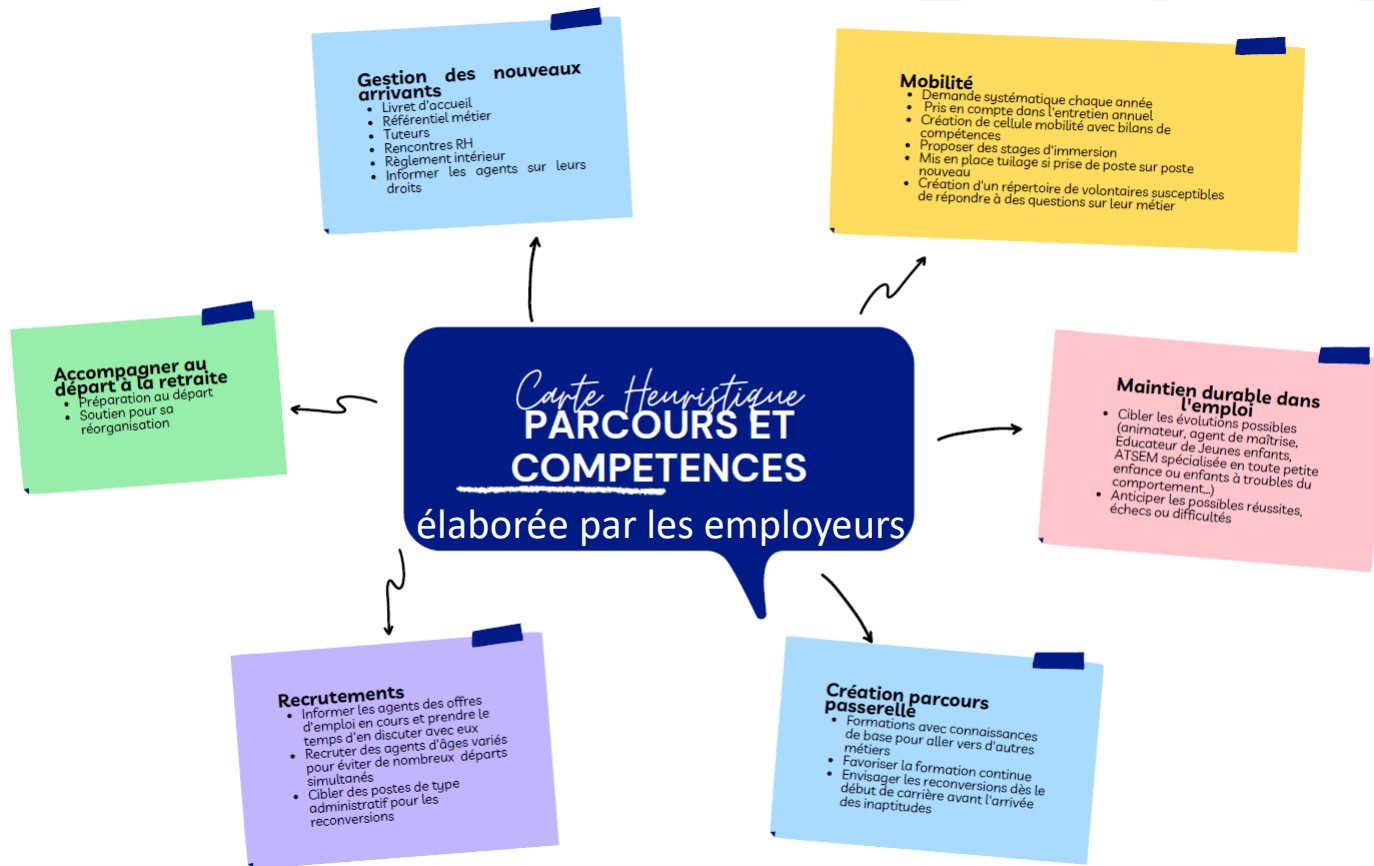 Gestion des nouveaux
arrivants
• Livret d'accueil
• Référentiel métier
• Tuteurs
• Rencontres RH
• Règlement intérieur
• Informer les agents sur leurs
droits
Mobilité
• Demande systématique chaque année
• Pris en compte dans l'entretien annuel
• Création de cellule mobilité avec bilans de
compétences
• Proposer des stages d'immersion
• Mis en place tuilage si prise de poste sur poste
nouveau
• Création d'un répertoire de volontaires susceptibles
de répondre à des questions sur leur métier
Accompagner au
départ à la retraite
• Préparation au départ
• Soutien pour sa
réorganisation
Carte Heuristique
PARCOURS ET
COMPETENCES
élaborée par les employeurs
Maintien durable dans
l'emploi
• Cibler les évolutions possibles
(animateur, agent de maîtrise,
Educateur de Jeunes enfants,
ATSEM spécialisée en toute petite
enfance ou enfants à troubles du
comportement...)
• Anticiper les possibles réussites,
échecs ou difficultés
Recrutements
• Informer les agents des offres
d'emploi en cours et prendre le
temps d'en discuter avec eux
• Recruter des agents d'âges variés
pour éviter de nombreux départs
simultanés
• Cibler des postes de type
administratif pour les
reconversions
Création parcours
passerelle
• Formations avec connaissances
de base pour aller vers d'autres
métiers
• Favoriser la formation continue
• Envisager les reconversions dès le
début de carrière avant l'arrivée
des inaptitudes